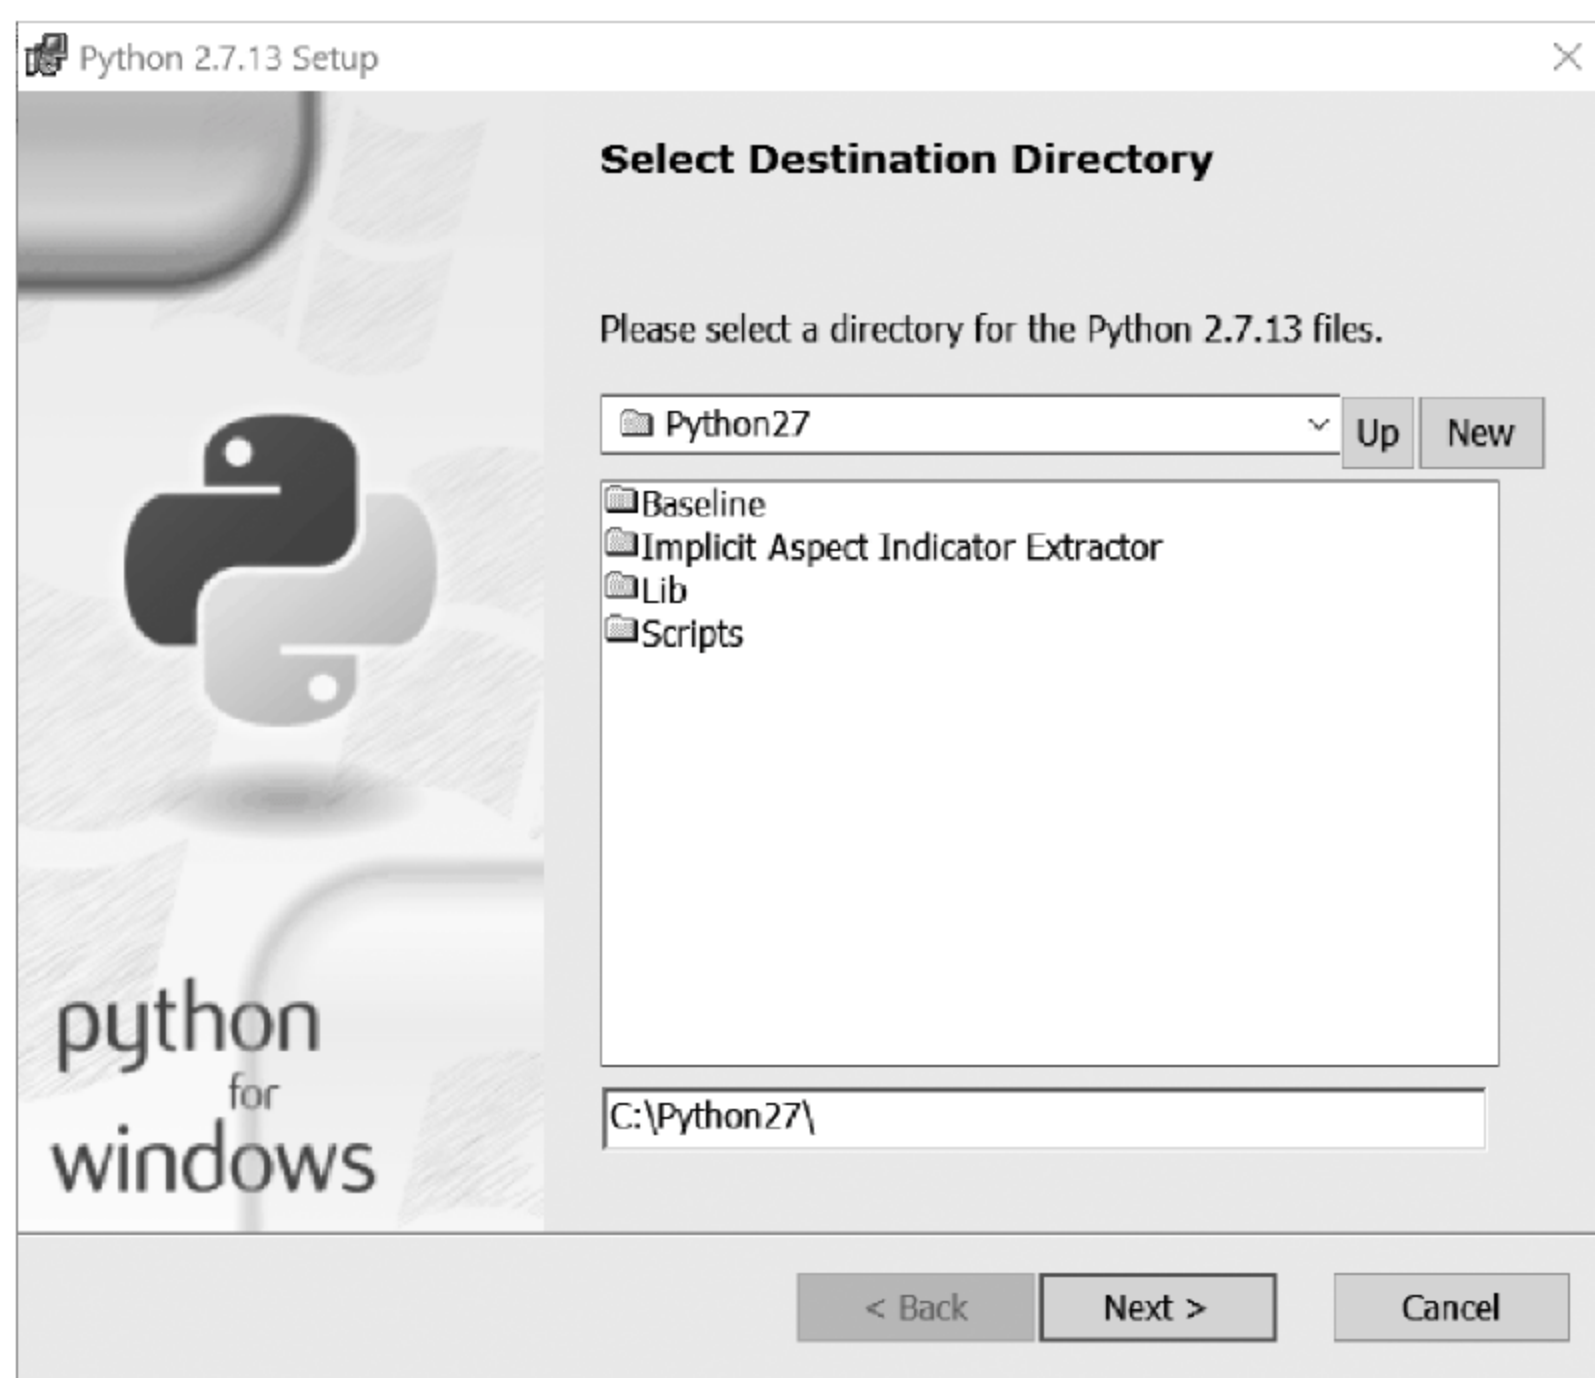 Python 2.7.13 Setup
Select Destination Directory
Please select a directory for the Python 2.7.13 files.
Python27
Up
New
Baseline
Implicit Aspect Indicator Extractor
Lib
Scripts
C:\Python27\
python
for
windows
< Back
Next >
Cancel